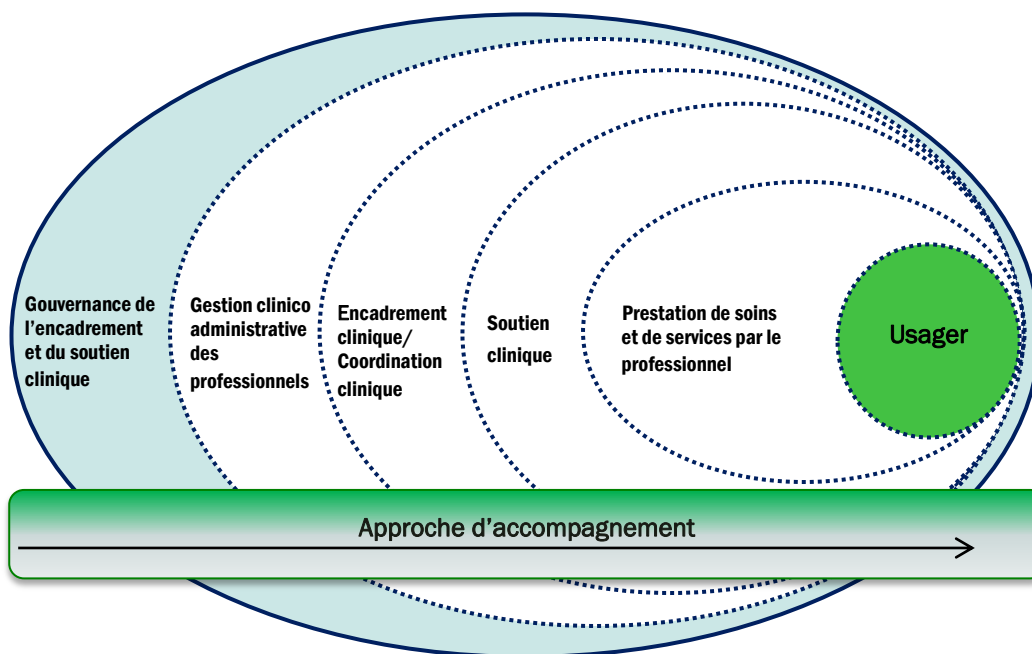 Gouvernance de
l'encadrement
et du soutien
clinique
Gestion clinico
administrative
des
professionnels
Encadrement
clinique/
Coordination
clinique
Soutien
clinique
Prestation de soins
et de services par le
professionnel
Usager
Approche d'accompagnement